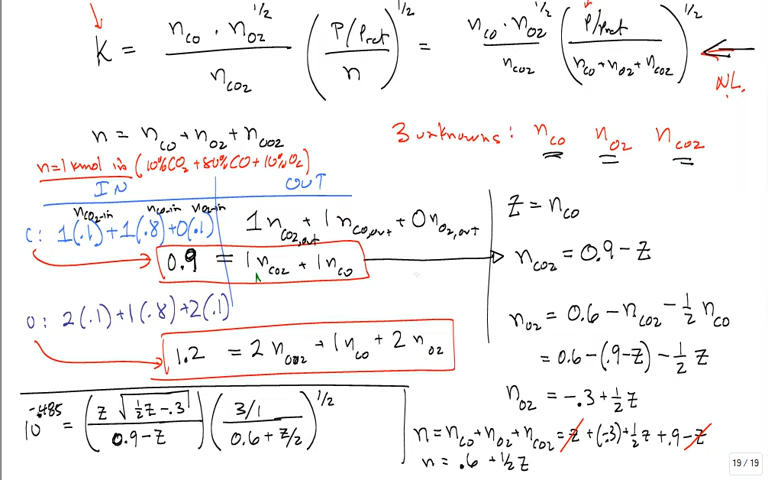 K = n_CO · n_O2^1/2 / n_CO2 (P/Pref / n)^1/2 = n_CO · n_O2^1/2 / n_CO2 (P/Pref / n_CO + n_O2 + n_CO2)^1/2
N.L.
n = n_CO + n_O2 + n_CO2
3 unknowns: n_CO n_O2 n_CO2
n=1 kmol in (10%CO2 + 80%CO + 10%O2)
IN OUT
n_CO2-in n_CO-in n_O2-in
C: 1(.1) + 1(.8) + 0(.1) 1 n_CO2,out + 1 n_CO,out + 0 n_O2,out
0.9 = 1 n_CO2 + 1 n_CO
O: 2(.1) + 1(.8) + 2(.1)
1.2 = 2 n_CO2 + 1 n_CO + 2 n_O2
Z = n_CO
n_CO2 = 0.9 - Z
n_O2 = 0.6 - n_CO2 - 1/2 n_CO
= 0.6 - (.9 - Z) - 1/2 Z
n_O2 = -.3 + 1/2 Z
n = n_CO + n_O2 + n_CO2 = Z + (-.3) + 1/2 Z + .9 - Z
n = .6 + 1/2 Z
10^-.485 = (Z √(1/2 Z - .3) / 0.9 - Z) (3/1 / 0.6 + Z/2)^1/2
19 / 19